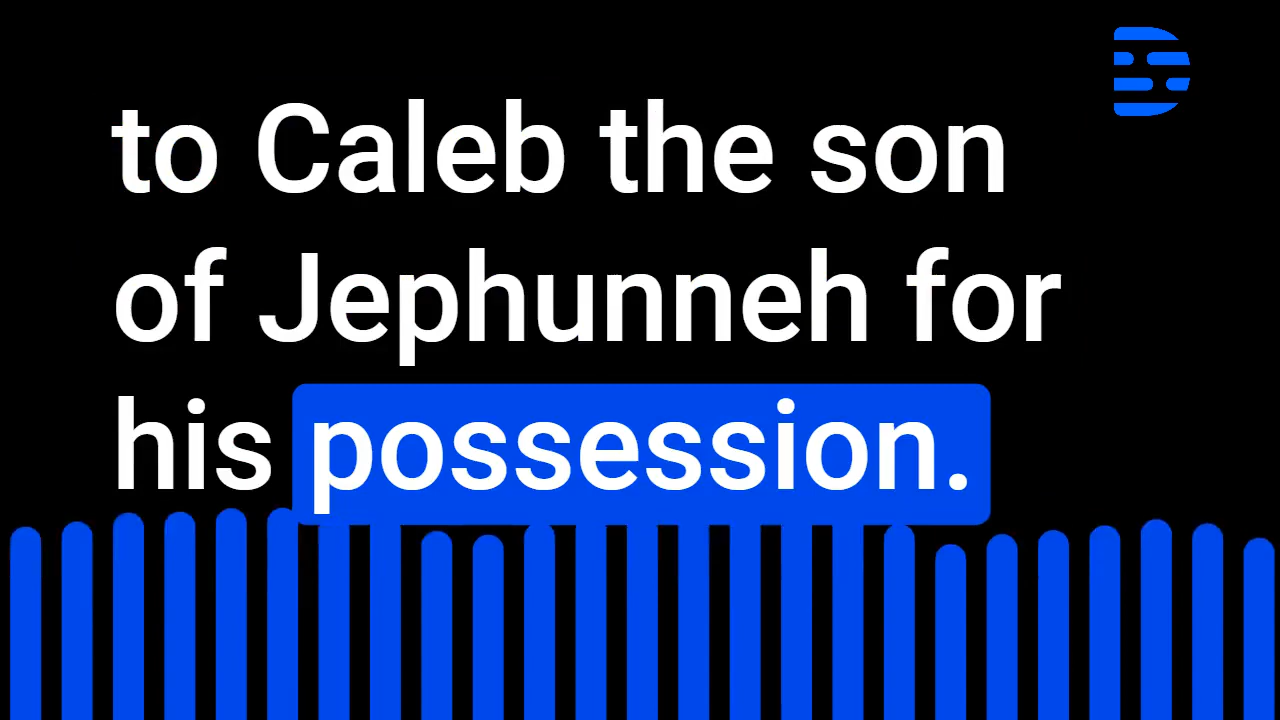 to Caleb the son
of Jephunneh for
his possession.